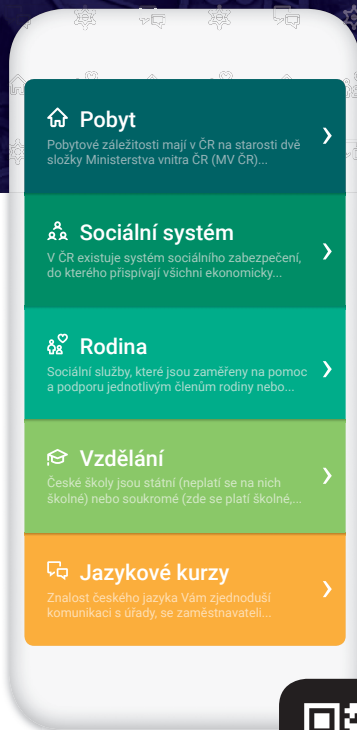 Pobyt
Pobytové záležitosti mají v ČR na starosti dvě
složky Ministerstva vnitra ČR (MV ČR)...
Sociální systém
V ČR existuje systém sociálního zabezpečení,
do kterého přispívají všichni ekonomicky...
Rodina
Sociální služby, které jsou zaměřeny na pomoc
a podporu jednotlivým členům rodiny nebo...
Vzdělání
České školy jsou státní (neplatí se na nich
školné) nebo soukromé (zde se platí školné,...
Jazykové kurzy
Znalost českého jazyka Vám zjednoduší
komunikaci s úřady, se zaměstnavateli...